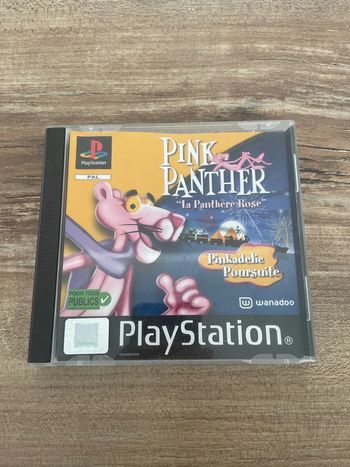 PlayStation
PAL
PINK
PANTHER
"La Panthère Rose"
Pinkadelic
Poursuite
POUR TOUS
PUBLICS
wanadoo
PlayStation®